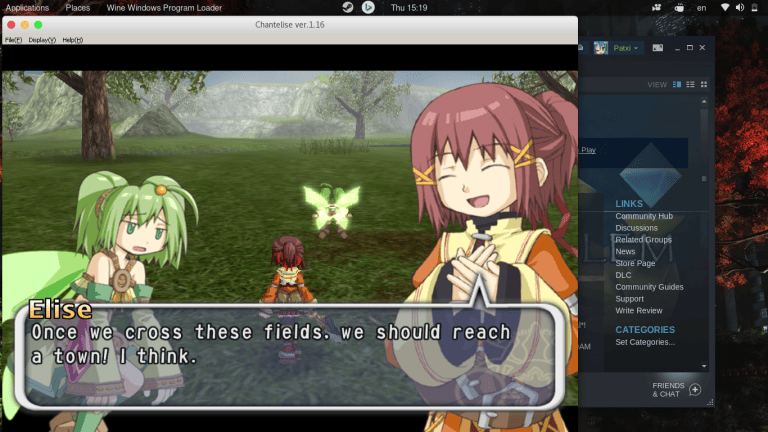 Applications Places Wine Windows Program Loader Thu 15:19 en
Chantelise ver.1.16
File(F) Display(V) Help(H)
Patxi
VIEW
Play
LINKS
Community Hub
Discussions
Related Groups
News
Store Page
DLC
Community Guides
Support
Write Review
CATEGORIES
Set Categories...
FRIENDS
& CHAT
Elise
Once we cross these fields. we should reach
a town! I think.